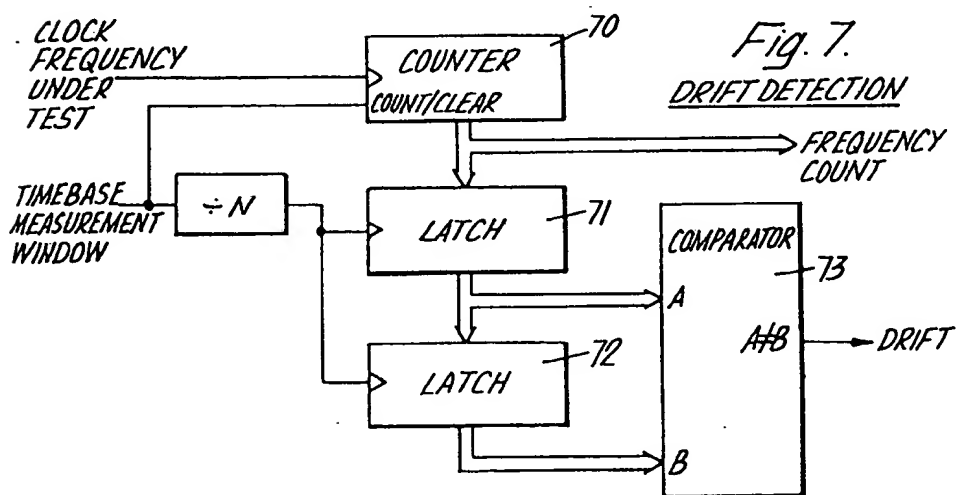 CLOCK
FREQUENCY
UNDER
TEST
70
COUNTER
COUNT/CLEAR
Fig. 7.
DRIFT DETECTION
FREQUENCY
COUNT
TIMEBASE
MEASUREMENT
WINDOW
÷N
71
LATCH
COMPARATOR
73
A
A≠B
DRIFT
72
LATCH
B